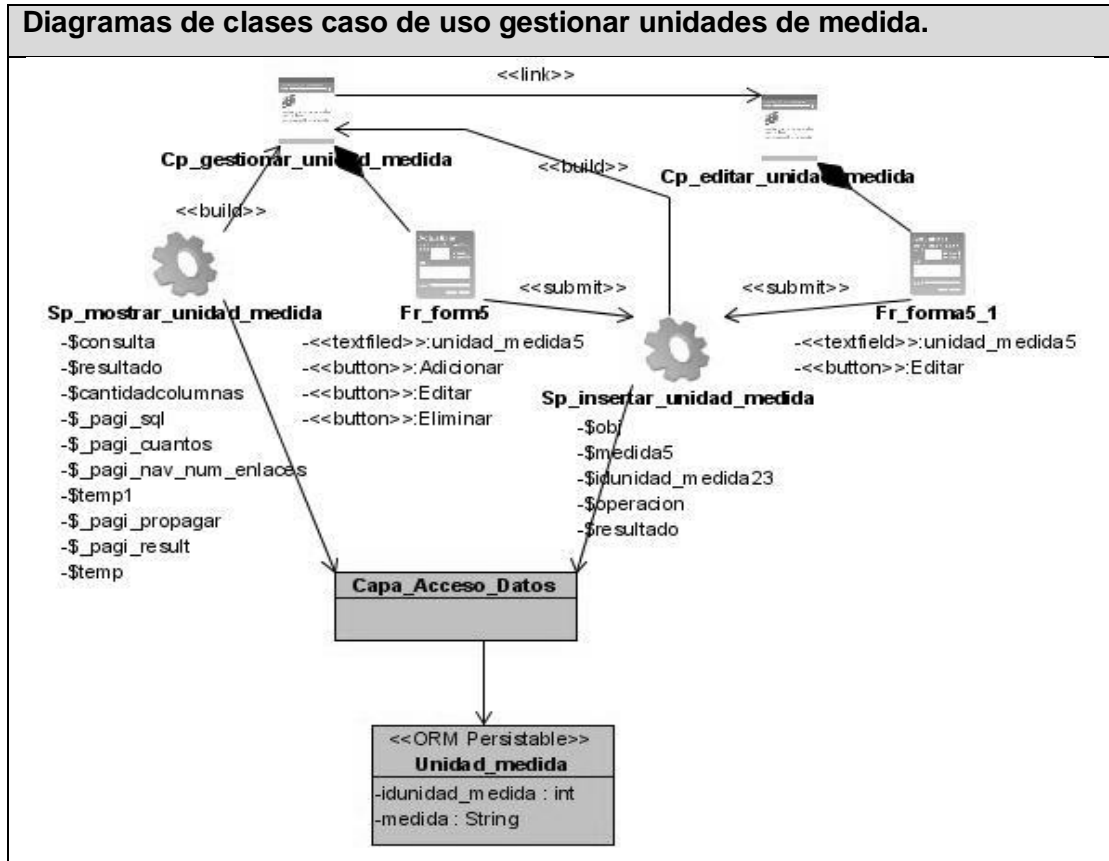 Diagramas de clases caso de uso gestionar unidades de medida.
<<link>>
Cp_gestionar_unidad_medida
<<build>>
Cp_editar_unidad_medida
<<build>>
Sp_mostrar_unidad_medida
-$consulta
-$resultado
-$cantidadcolumnas
-$_pagi_sql
-$_pagi_cuantos
-$_pagi_nav_num_enlaces
-$temp1
-$_pagi_propagar
-$_pagi_result
-$temp
Fr_form5
-<<textfiled>>:unidad_medida5
-<<button>>:Adicionar
-<<button>>:Editar
-<<button>>:Eliminar
<<submit>>
<<submit>>
Sp_insertar_unidad_medida
-$obj
-$medida5
-$idunidad_medida23
-$operacion
-$resultado
Fr_forma5_1
-<<textfield>>:unidad_medida5
-<<button>>:Editar
Capa_Acceso_Datos
<<ORM Persistable>>
Unidad_medida
-idunidad_medida : int
-medida : String